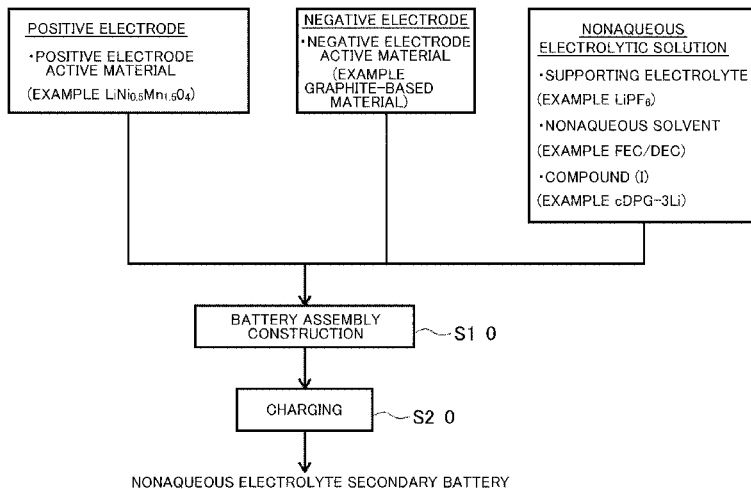 POSITIVE ELECTRODE
・POSITIVE ELECTRODE
ACTIVE MATERIAL
(EXAMPLE LiNi0.5Mn1.5O4)
NEGATIVE ELECTRODE
・NEGATIVE ELECTRODE
ACTIVE MATERIAL
(EXAMPLE
GRAPHITE-BASED
MATERIAL)
NONAQUEOUS
ELECTROLYTIC SOLUTION
・SUPPORTING ELECTROLYTE
(EXAMPLE LiPF6)
・NONAQUEOUS SOLVENT
(EXAMPLE FEC/DEC)
・COMPOUND (I)
(EXAMPLE cDPG-3Li)
BATTERY ASSEMBLY
CONSTRUCTION
S10
CHARGING
S20
NONAQUEOUS ELECTROLYTE SECONDARY BATTERY